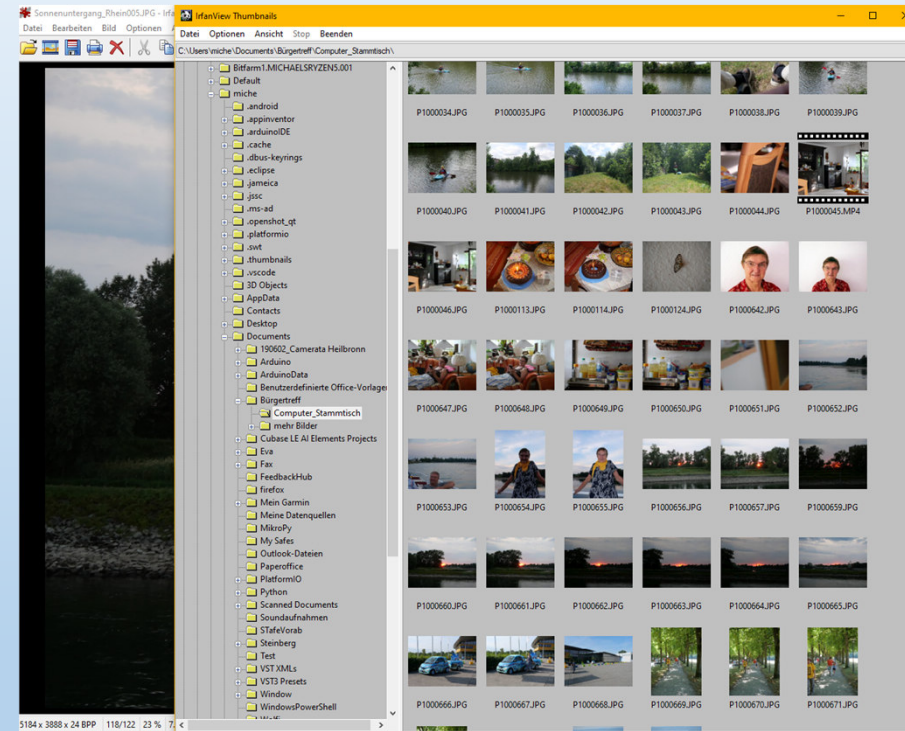 Sonnenuntergang_Rhein005.JPG - Irfa
Datei Bearbeiten Bild Optionen
5184 x 3888 x 24 BPP 118/122 23 % 7.
IrfanView Thumbnails
Datei Optionen Ansicht Stop Beenden
C:\Users\miche\Documents\Bürgertreff\Computer_Stammtisch\
Bitfarm1.MICHAELSRYZEN5.001
Default
miche
.android
.appinventor
.arduinoIDE
.cache
.dbus-keyrings
.eclipse
.jameica
.jssc
.ms-ad
.openshot_qt
.platformio
.swt
.thumbnails
.vscode
3D Objects
AppData
Contacts
Desktop
Documents
190602_Camerata Heilbronn
Arduino
ArduinoData
Benutzerdefinierte Office-Vorlager
Bürgertreff
Computer_Stammtisch
mehr Bilder
Cubase LE AI Elements Projects
Eva
Fax
FeedbackHub
firefox
Mein Garmin
Meine Datenquellen
MikroPy
My Safes
Outlook-Dateien
Paperoffice
PlatformIO
Python
Scanned Documents
Soundaufnahmen
STafeVorab
Steinberg
Test
VST XMLs
VST3 Presets
Window
WindowsPowerShell
P1000034.JPG P1000035.JPG P1000036.JPG P1000037.JPG P1000038.JPG P1000039.JPG
P1000040.JPG P1000041.JPG P1000042.JPG P1000043.JPG P1000044.JPG P1000045.MP4
P1000046.JPG P1000113.JPG P1000114.JPG P1000124.JPG P1000642.JPG P1000643.JPG
P1000647.JPG P1000648.JPG P1000649.JPG P1000650.JPG P1000651.JPG P1000652.JPG
P1000653.JPG P1000654.JPG P1000655.JPG P1000656.JPG P1000657.JPG P1000659.JPG
P1000660.JPG P1000661.JPG P1000662.JPG P1000663.JPG P1000664.JPG P1000665.JPG
P1000666.JPG P1000667.JPG P1000668.JPG P1000669.JPG P1000670.JPG P1000671.JPG